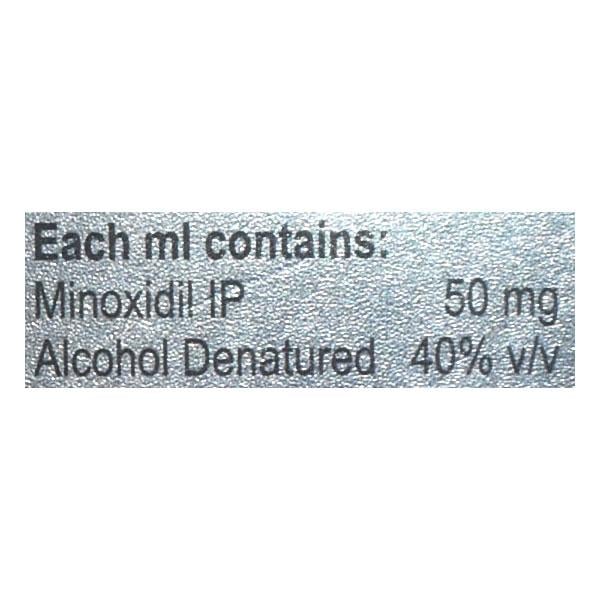 Each ml contains:
Minoxidil IP 50 mg
Alcohol Denatured 40% v/v